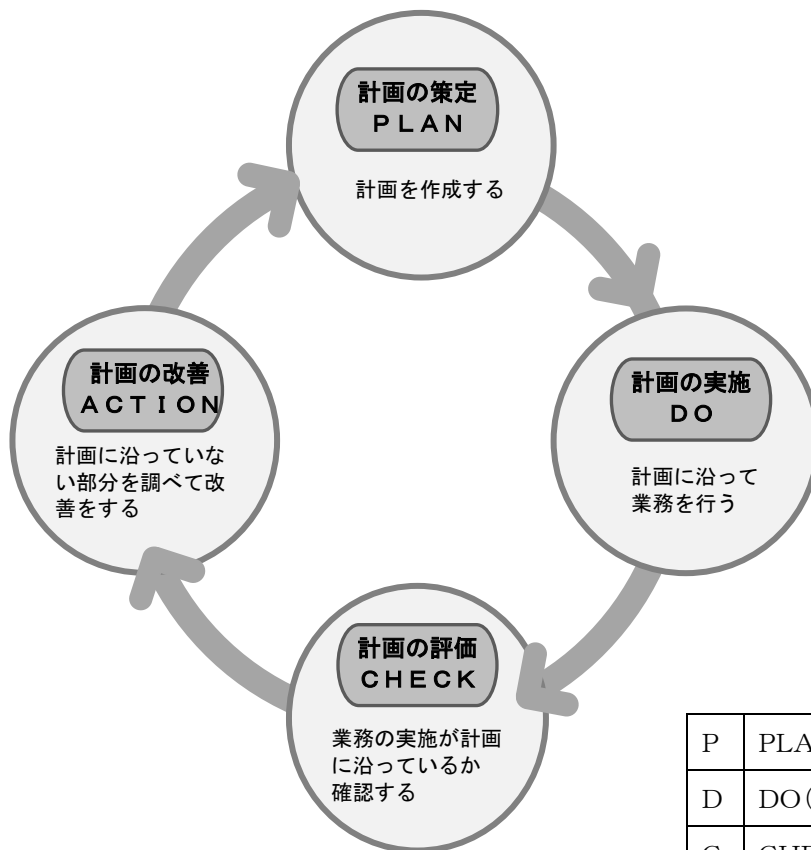 計画の策定
ＰＬＡＮ
計画を作成する
計画の実施
ＤＯ
計画に沿って
業務を行う
計画の評価
ＣＨＥＣＫ
業務の実施が計画
に沿っているか
確認する
計画の改善
ＡＣＴＩＯＮ
計画に沿っていな
い部分を調べて改
善をする
P PLA
D DO(